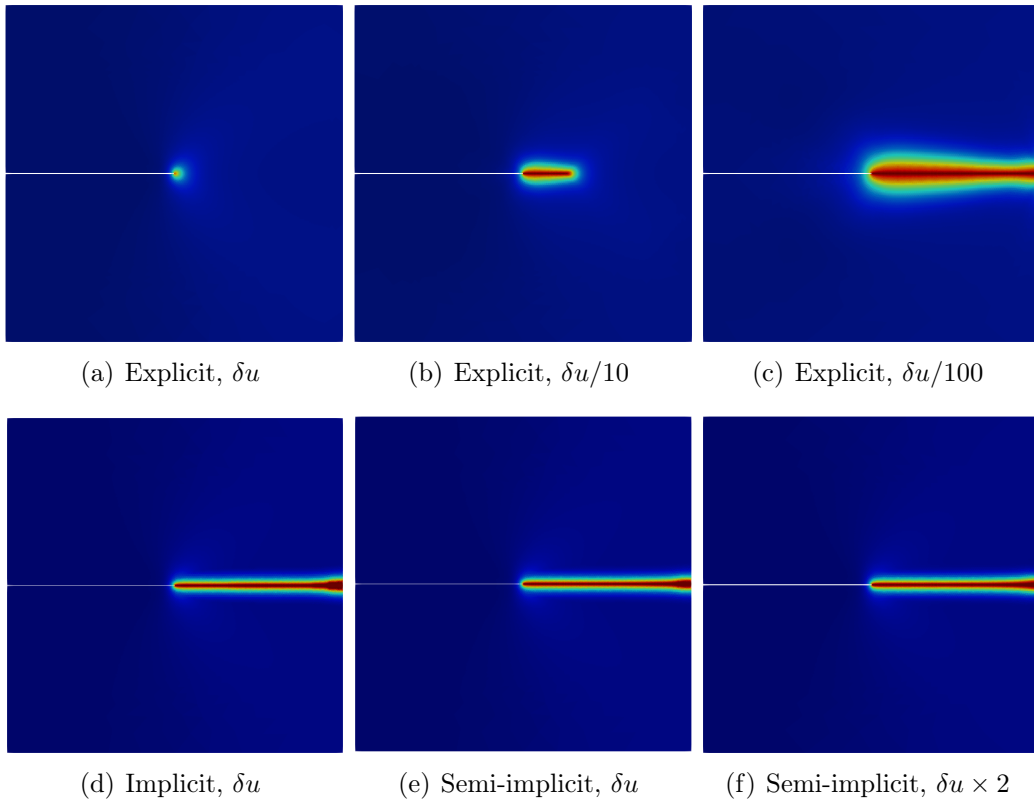 (a) Explicit, δu
(b) Explicit, δu/10
(c) Explicit, δu/100
(d) Implicit, δu
(e) Semi-implicit, δu
(f) Semi-implicit, δu × 2